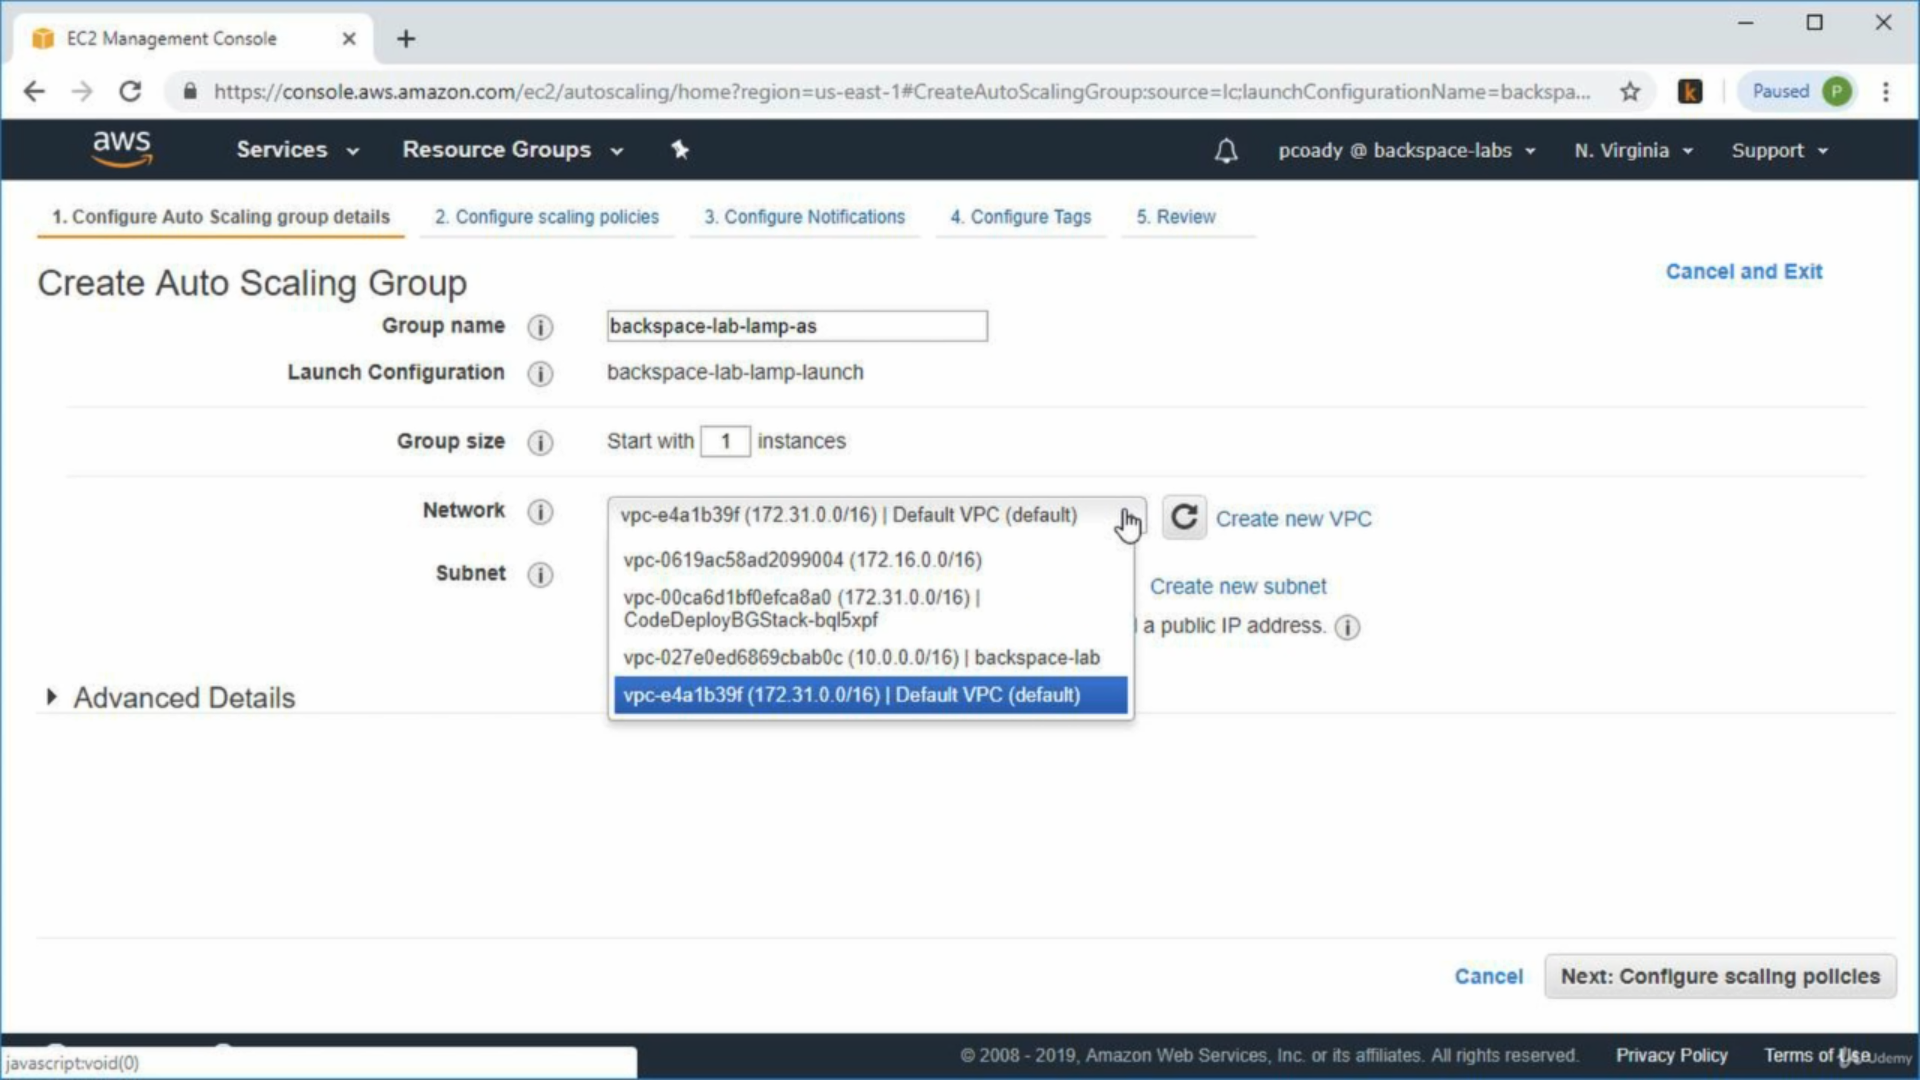 EC2 Management Console
https://console.aws.amazon.com/ec2/autoscaling/home?region=us-east-1#CreateAutoScalingGroup:source=lc;launchConfigurationName=backspa...
k
Paused P
aws Services Resource Groups pcoady @ backspace-labs N. Virginia Support
1. Configure Auto Scaling group details 2. Configure scaling policies 3. Configure Notifications 4. Configure Tags 5. Review
Create Auto Scaling Group
Cancel and Exit
Group name i backspace-lab-lamp-as
Launch Configuration i backspace-lab-lamp-launch
Group size i Start with 1 instances
Network i vpc-e4a1b39f (172.31.0.0/16) | Default VPC (default) Create new VPC
vpc-0619ac58ad2099004 (172.16.0.0/16)
Subnet i
vpc-00ca6d1bf0efca8a0 (172.31.0.0/16) |
CodeDeployBGStack-bql5xpf
Create new subnet
a public IP address. i
vpc-027e0ed6869cbab0c (10.0.0.0/16) | backspace-lab
vpc-e4a1b39f (172.31.0.0/16) | Default VPC (default)
Advanced Details
Cancel Next: Configure scaling policies
javascript:void(0)
© 2008 - 2019, Amazon Web Services, Inc. or its affiliates. All rights reserved. Privacy Policy Terms of Use
Udemy